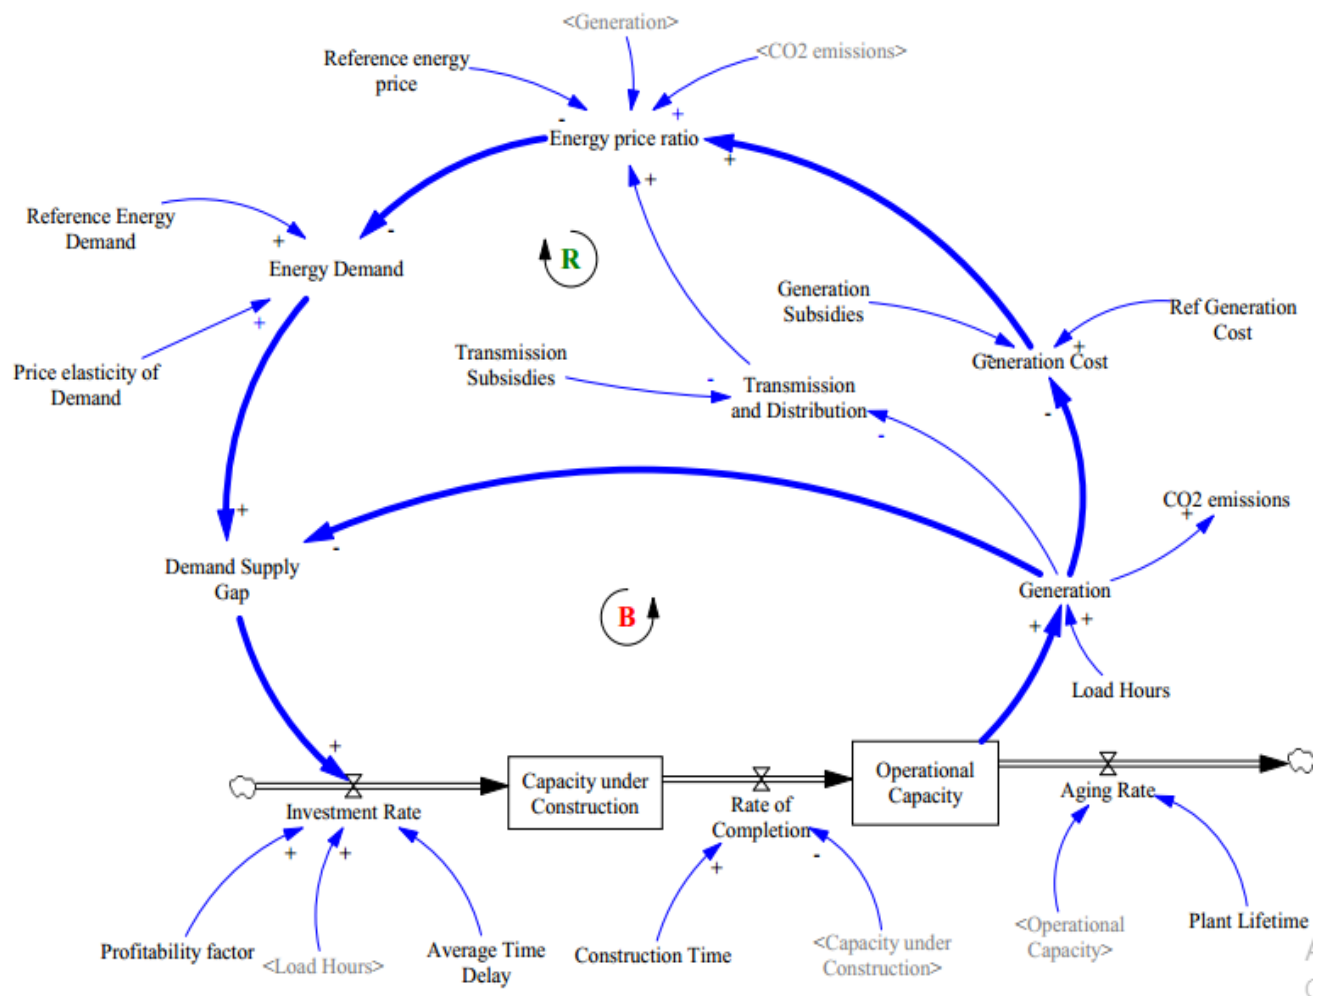 <Generation>
<CO2 emissions>
Reference energy
price
+
-
Energy price ratio
+
+
Reference Energy
Demand
+
-
Energy Demand
R
Generation
Subsidies
Ref Generation
Cost
+
-
Generation Cost
+
Price elasticity of
Demand
Transmission
Subsisdies
-
Transmission
and Distribution
-
-
+
-
CO2 emissions
+
Demand Supply
Gap
Generation
B
+
+
Load Hours
+
Capacity under
Construction
Operational
Capacity
Investment Rate
Rate of
Completion
Aging Rate
+
+
+
-
Profitability factor
<Load Hours>
Average Time
Delay
Construction Time
<Capacity under
Construction>
<Operational
Capacity>
Plant Lifetime